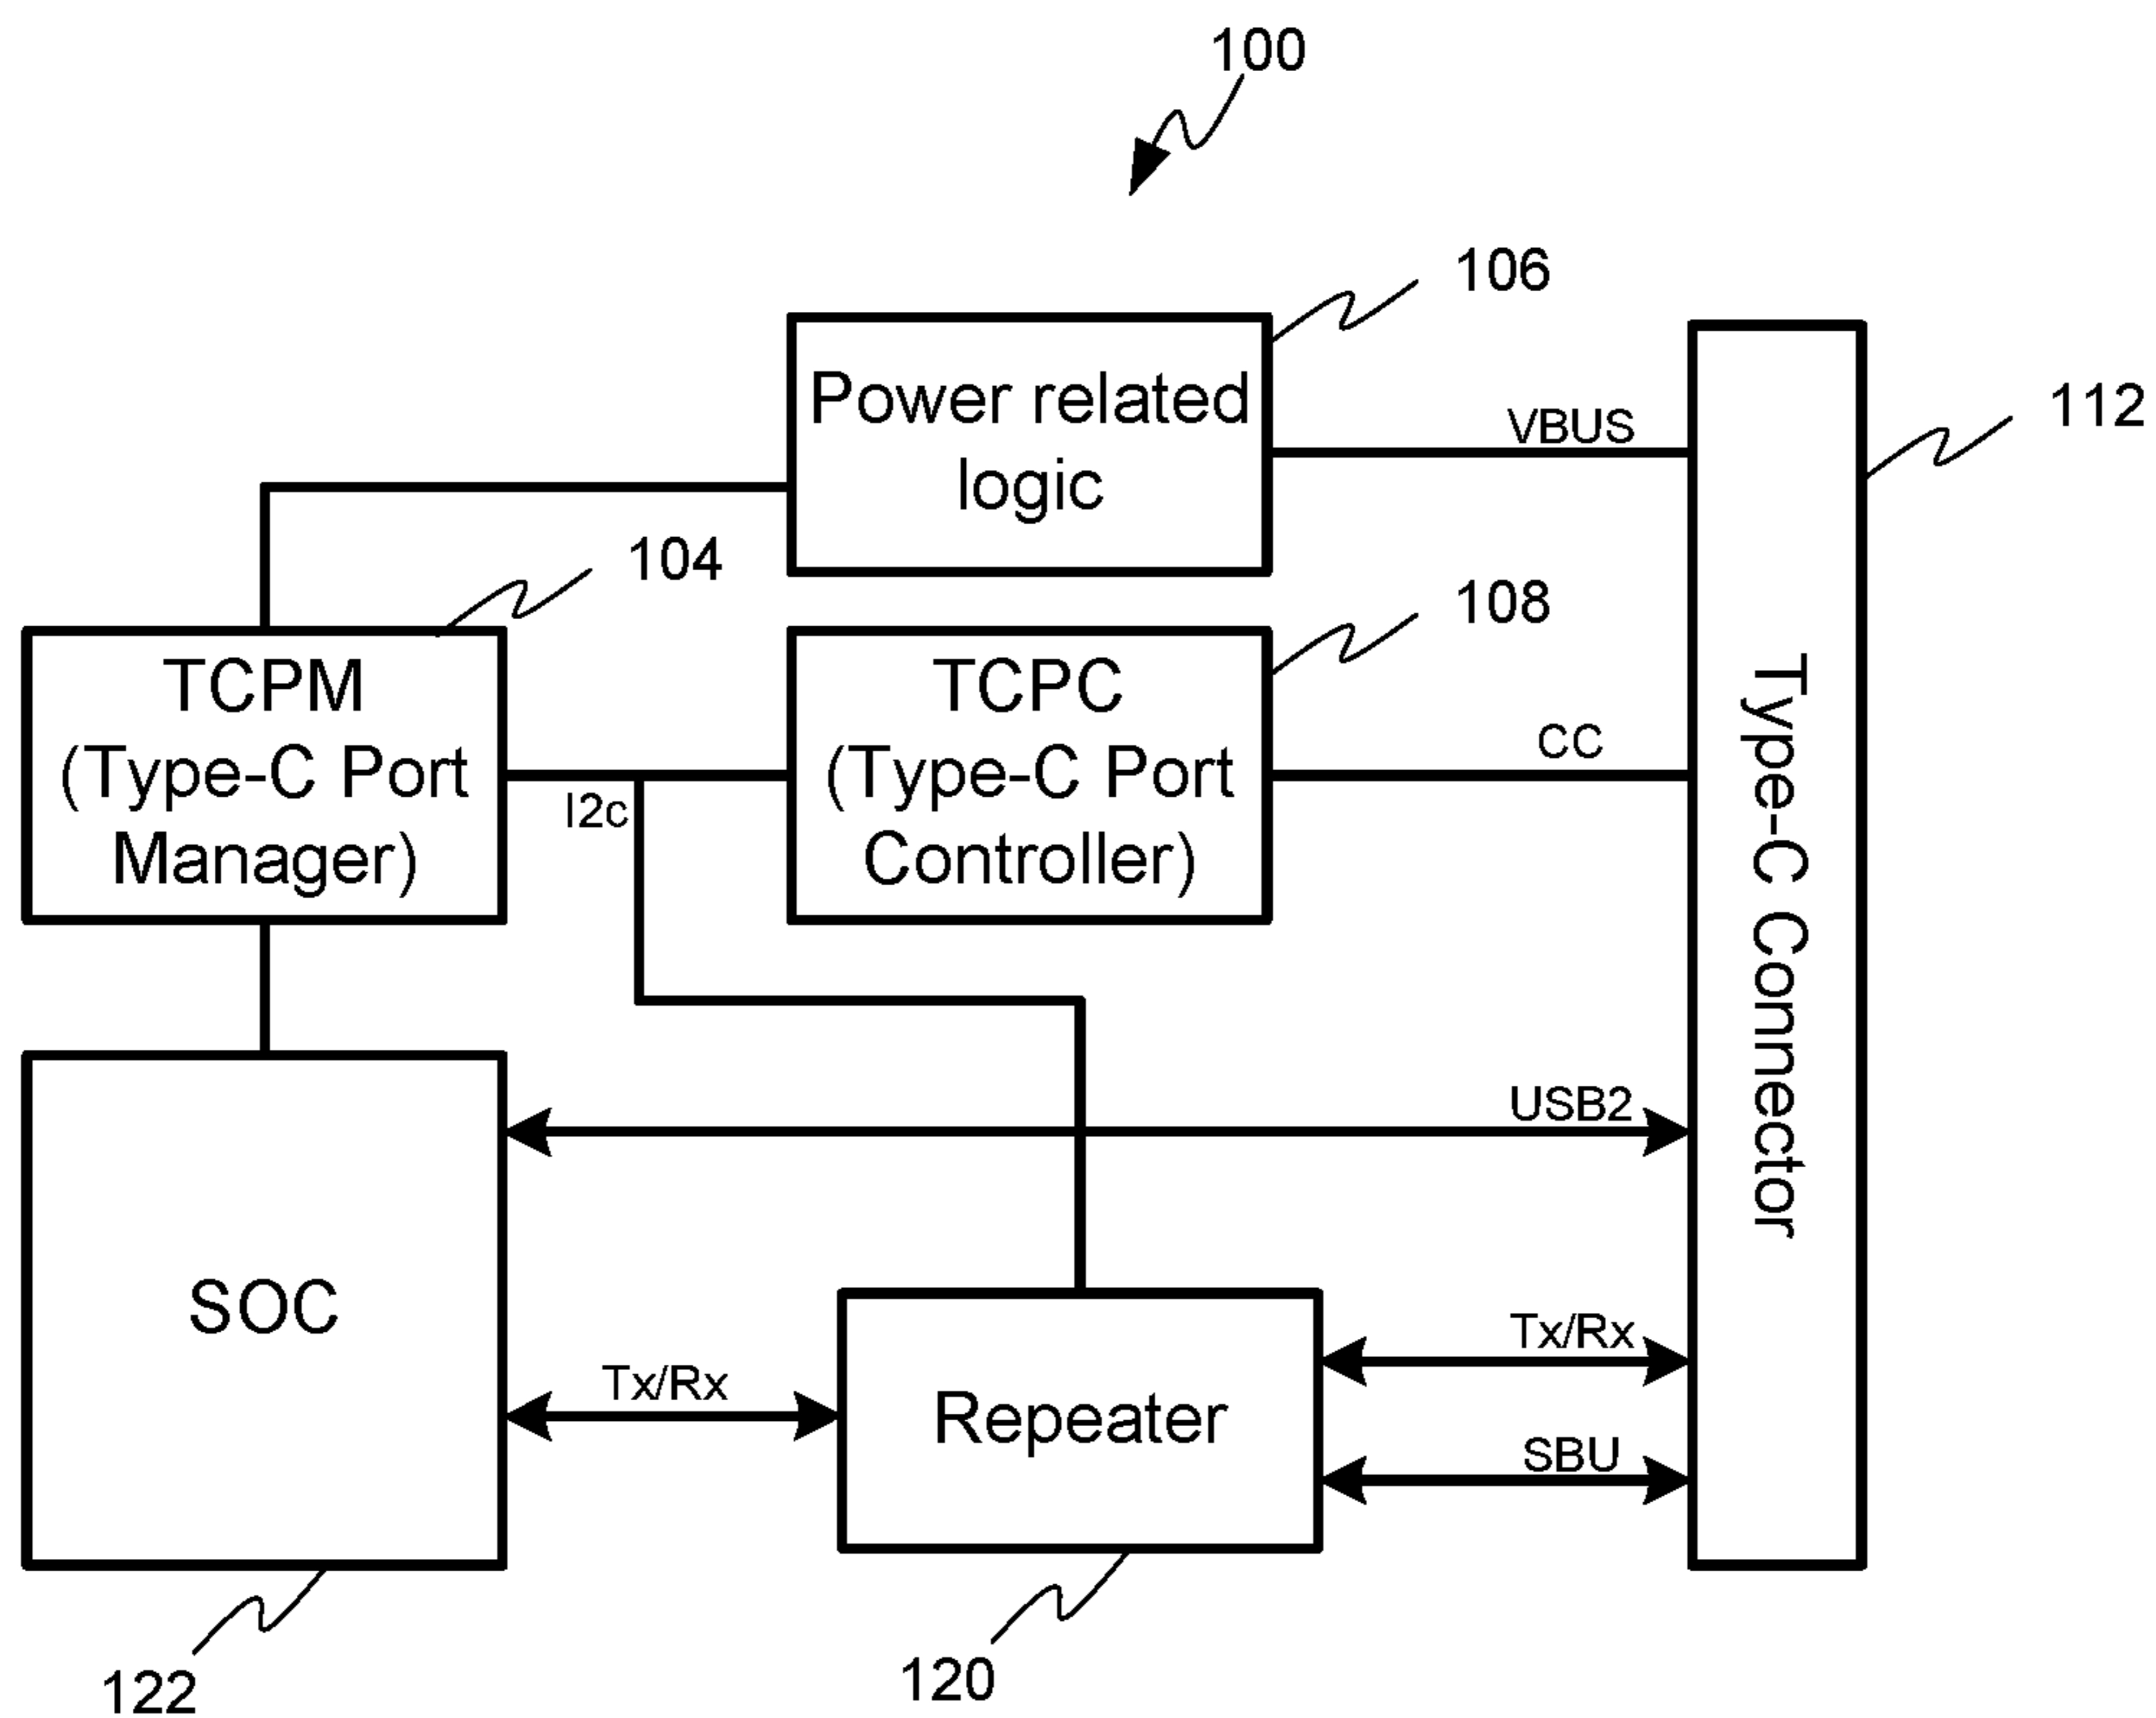 100
106
Power related
logic
VBUS
112
104
108
TCPM
(Type-C Port
Manager)
I2c
TCPC
(Type-C Port
Controller)
CC
Type-C Connector
USB2
SOC
Tx/Rx
Repeater
Tx/Rx
SBU
122
120